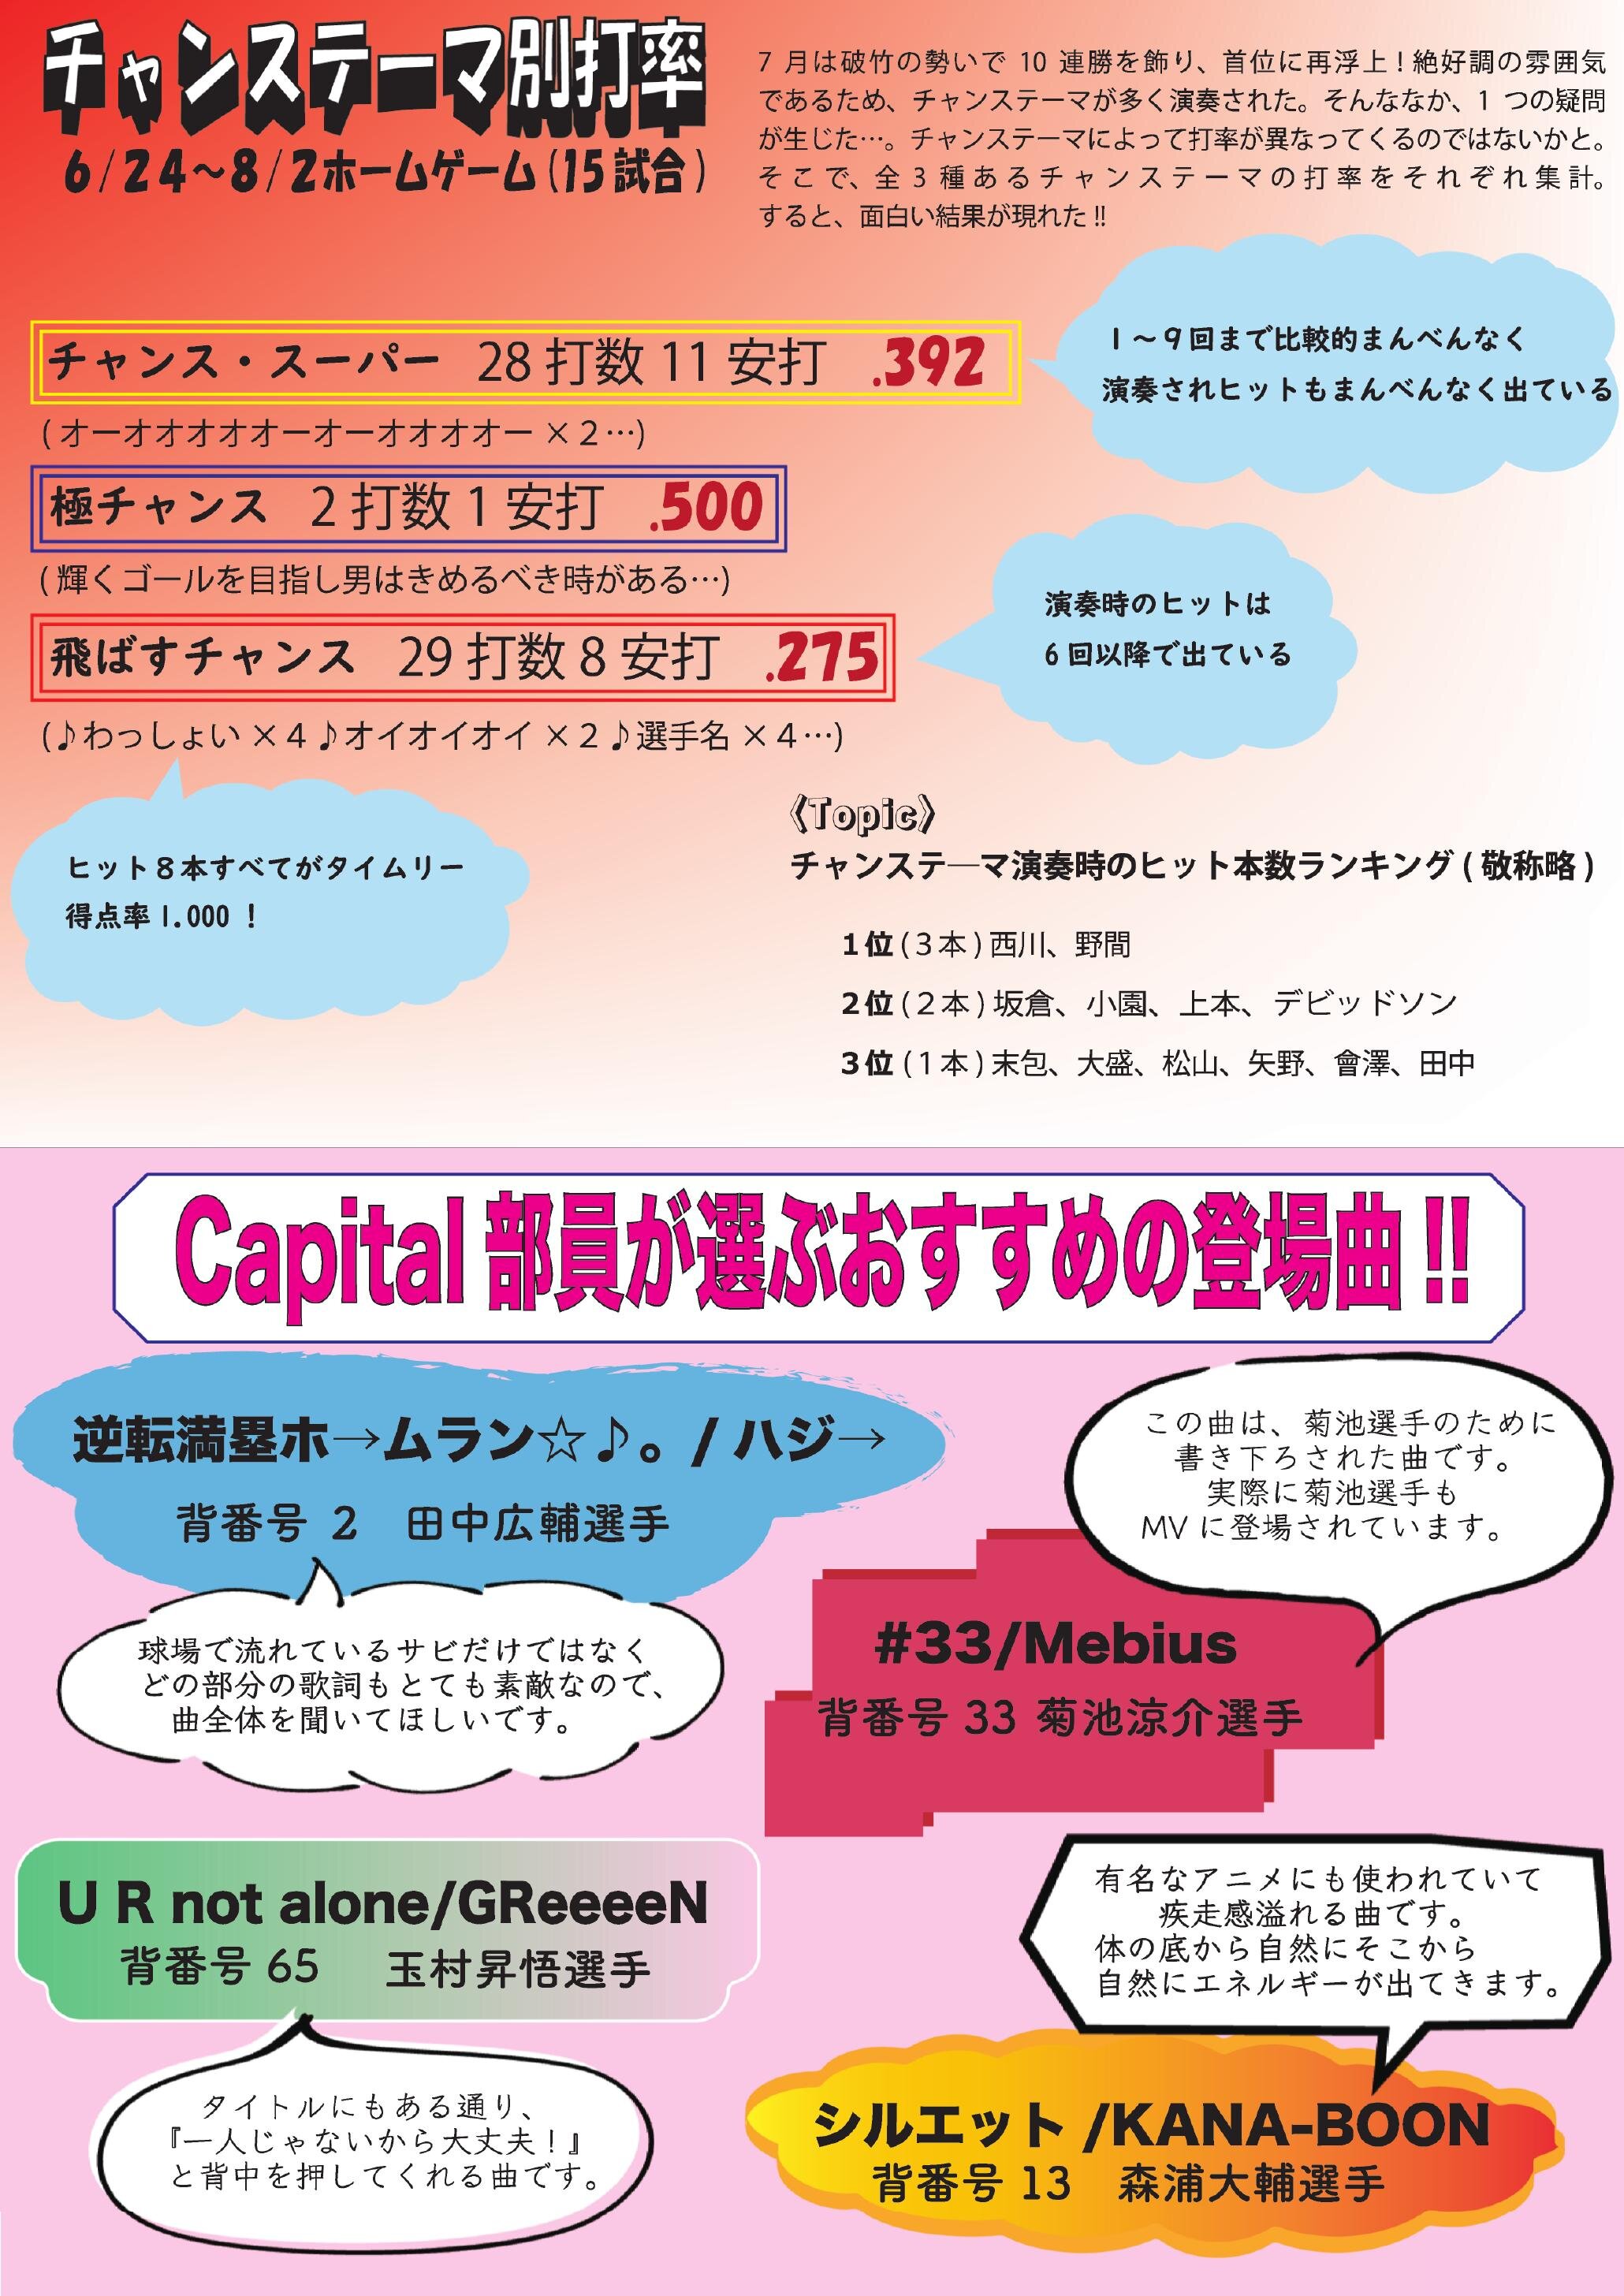 チャンステーマ別打率
6/24～8/2ホームゲーム(15試合)
7月は破竹の勢いで10連勝を飾り、首位に再浮上！絶好調の雰囲気
であるため、チャンステーマが多く演奏された。そんななか、1つの疑問
が生じた…。チャンステーマによって打率が異なってくるのではないかと。
そこで、全3種あるチャンステーマの打率をそれぞれ集計。
すると、面白い結果が現れた!!
チャンス・スーパー 28打数11安打 .392
(オーオオオオオオーオーオオオオー×2…)
1～9回まで比較的まんべんなく
演奏されヒットもまんべんなく出ている
極チャンス 2打数1安打 .500
(輝くゴールを目指し男はきめるべき時がある…)
飛ばすチャンス 29打数8安打 .275
(♪わっしょい×4♪オイオイオイ×2♪選手名×4…)
演奏時のヒットは
6回以降で出ている
ヒット8本すべてがタイムリー
得点率1.000！
《Topic》
チャンステ―マ演奏時のヒット本数ランキング(敬称略)
1位(3本)西川、野間
2位(2本)坂倉、小園、上本、デビッドソン
3位(1本)末包、大盛、松山、矢野、會澤、田中
Capital部員が選ぶおすすめの登場曲!!
逆転満塁ホ→ムラン☆♪。/ハジ→
背番号 2 田中広輔選手
球場で流れているサビだけではなく
どの部分の歌詞もとても素敵なので、
曲全体を聞いてほしいです。
この曲は、菊池選手のために
書き下ろされた曲です。
実際に菊池選手も
MVに登場されています。
#33/Mebius
背番号 33 菊池涼介選手
U R not alone/GReeeeN
背番号 65 玉村昇悟選手
タイトルにもある通り、
『一人じゃないから大丈夫！』
と背中を押してくれる曲です。
有名なアニメにも使われていて
疾走感溢れる曲です。
体の底から自然にそこから
自然にエネルギーが出てきます。
シルエット/KANA-BOON
背番号 13 森浦大輔選手